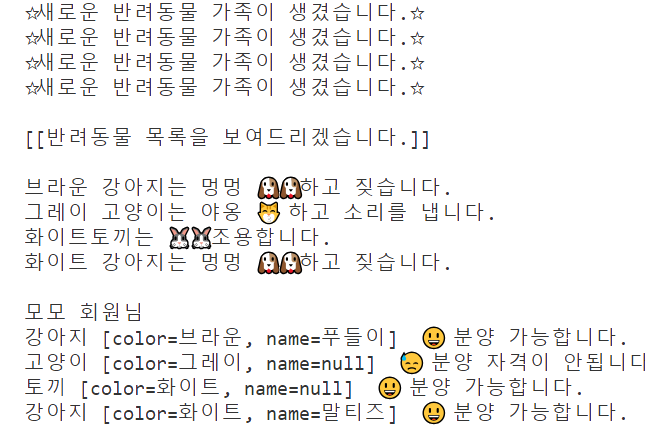 ☆새로운 반려동물 가족이 생겼습니다.☆
☆새로운 반려동물 가족이 생겼습니다.☆
☆새로운 반려동물 가족이 생겼습니다.☆
☆새로운 반려동물 가족이 생겼습니다.☆
[[반려동물 목록을 보여드리겠습니다.]]
브라운 강아지는 멍멍 🐶🐶하고 짖습니다.
그레이 고양이는 야옹 🐱 하고 소리를 냅니다.
화이트토끼는 🐰🐰조용합니다.
화이트 강아지는 멍멍 🐶🐶하고 짖습니다.
모모 회원님
강아지 [color=브라운, name=푸들이] 😃 분양 가능합니다.
고양이 [color=그레이, name=null] 😓 분양 자격이 안됩니다
토끼 [color=화이트, name=null] 😃 분양 가능합니다.
강아지 [color=화이트, name=말티즈] 😃 분양 가능합니다.